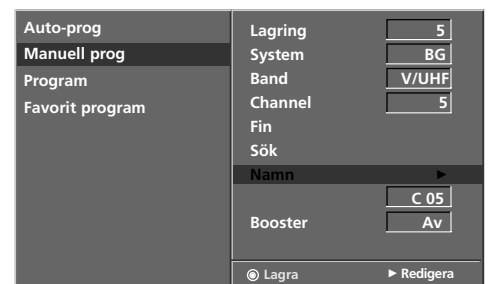 Auto-prog
Manuell prog
Program
Favorit program
Lagring 5
System BG
Band V/UHF
Channel 5
Fin
Sök
Namn ►
C 05
Booster Av
◉ Lagra ► Redigera